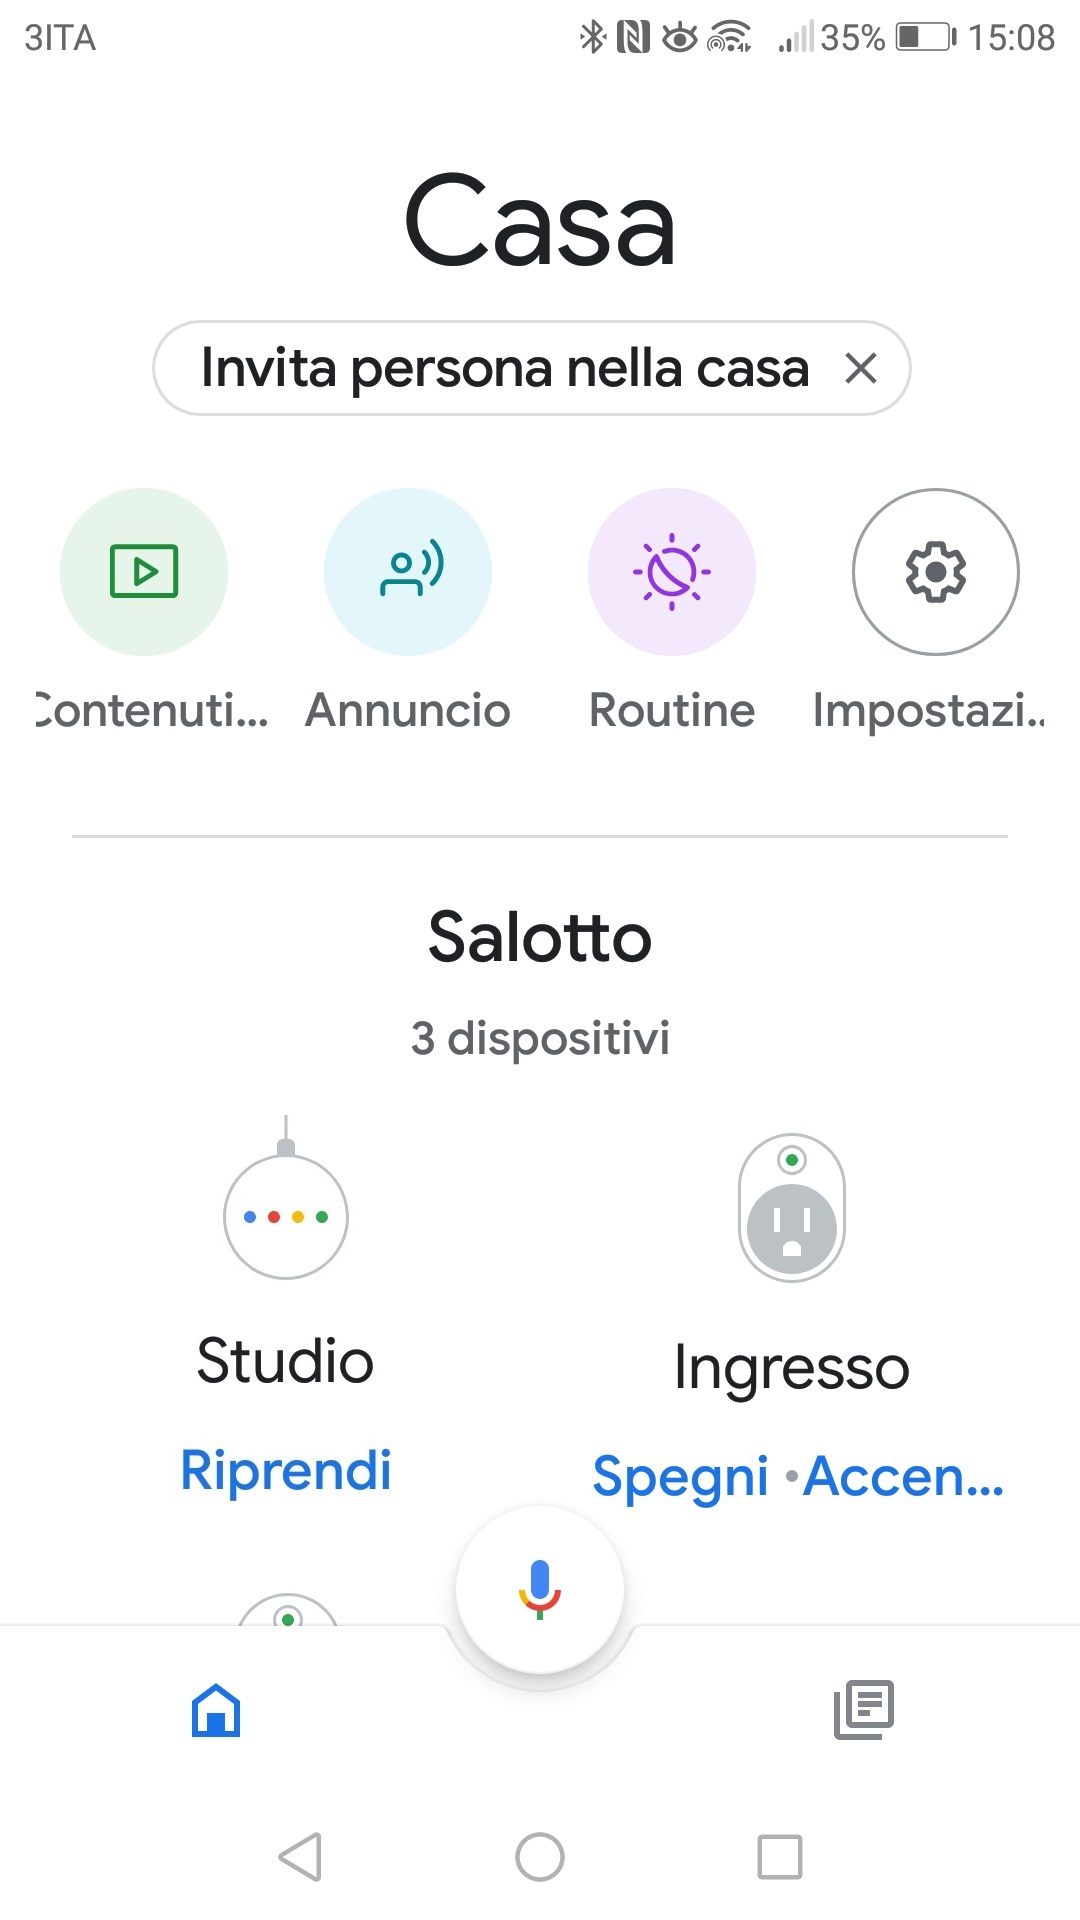 3ITA 35% 15:08
Casa
Invita persona nella casa
Contenuti... Annuncio Routine Impostazi..
Salotto
3 dispositivi
Studio Ingresso
Riprendi Spegni •Accen...